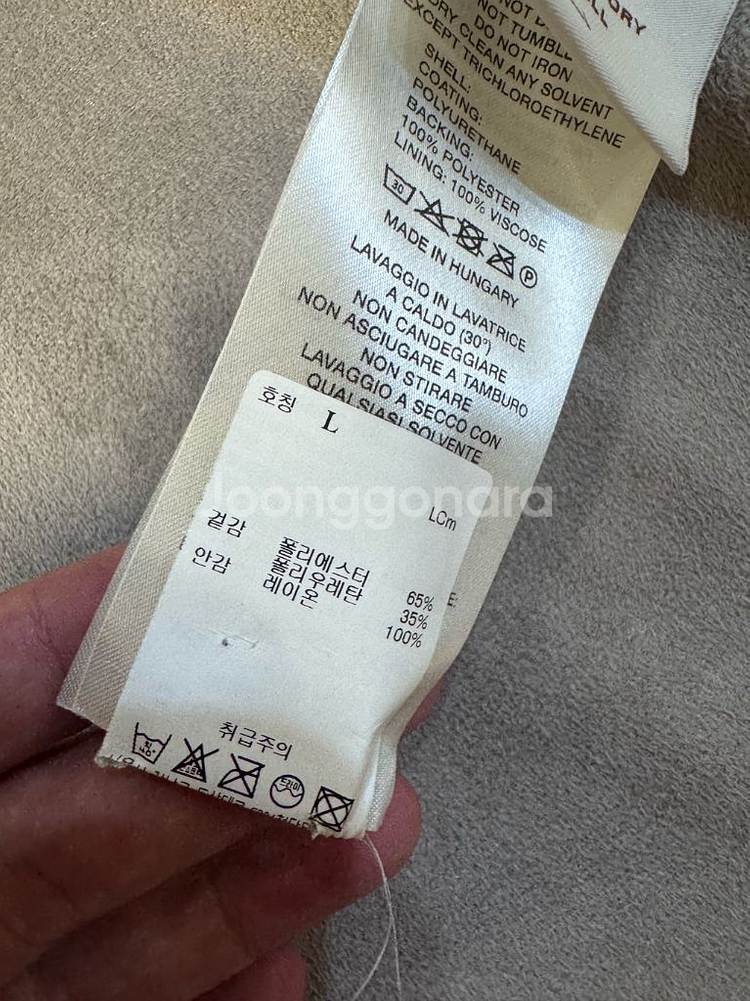 NOT TUMBL
DO NOT IRON
DRY CLEAN ANY SOLVENT
EXCEPT TRICHLOROETHYLENE
SHELL:
COATING:
POLYURETHANE
BACKING:
100% POLYESTER
LINING: 100% VISCOSE
30
P
MADE IN HUNGARY
LAVAGGIO IN LAVATRICE
A CALDO (30°)
NON CANDEGGIARE
NON ASCIUGARE A TAMBURO
NON STIRARE
LAVAGGIO A SECCO CON
QUALSIASI SOLVENTE
호칭 L
Joonggonara
LCm
겉감 폴리에스터 65%
폴리우레탄 35%
안감 레이온 100%
취급주의